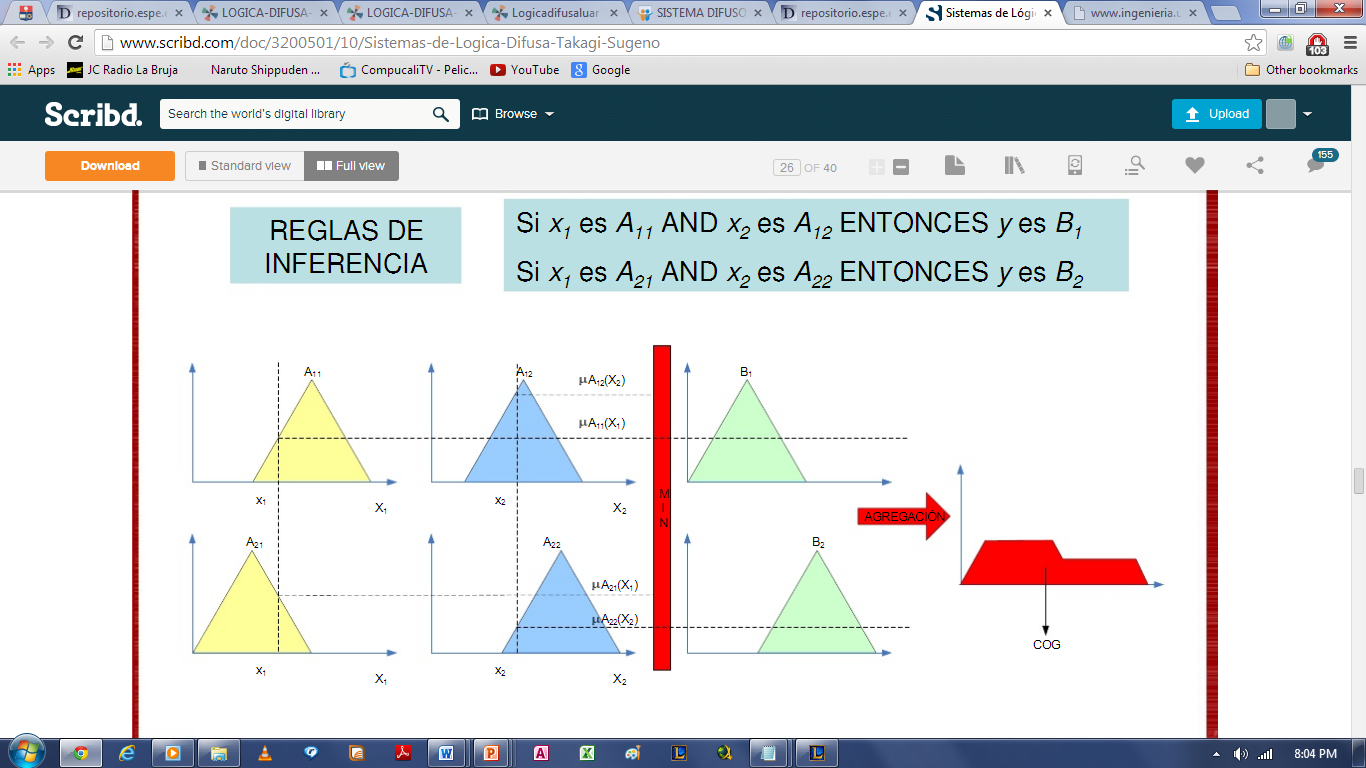 repositorio.espe.e
LOGICA-DIFUSA-
LOGICA-DIFUSA-
Logicadifusaluar
SISTEMA DIFUSO
repositorio.espe.e
Sistemas de Lógi
www.ingenieria.u
www.scribd.com/doc/3200501/10/Sistemas-de-Logica-Difusa-Takagi-Sugeno
103
Apps
JC Radio La Bruja
Naruto Shippuden ...
CompucaliTV - Pelic...
YouTube
Google
Other bookmarks
Scribd.
Search the world's digital library
Browse
Upload
Download
Standard view
Full view
26 OF 40
155
REGLAS DE
INFERENCIA
Si x1 es A11 AND x2 es A12 ENTONCES y es B1
Si x1 es A21 AND x2 es A22 ENTONCES y es B2
A11
A12
μA12(X2)
B1
μA11(X1)
x1
X1
x2
X2
MIN
AGREGACIÓN
A21
A22
B2
μA21(X1)
μA22(X2)
COG
x1
X1
x2
X2
8:04 PM